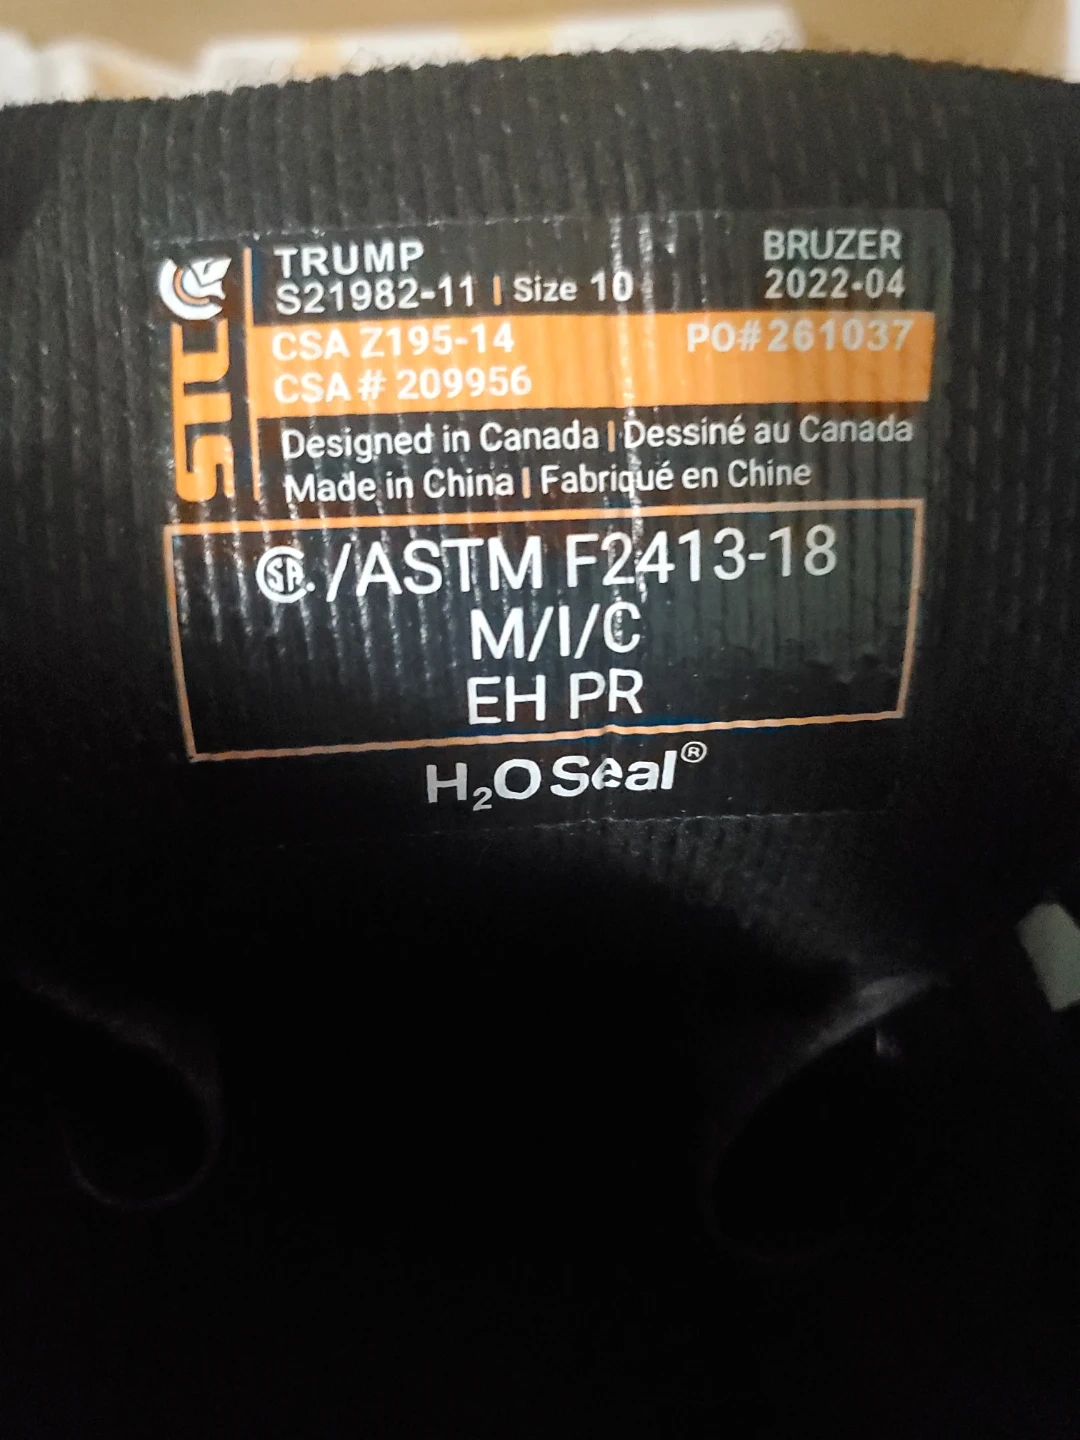 STC
TRUMP
S21982-11 | Size 10
BRUZER
2022-04
CSA Z195-14
PO# 261037
CSA # 209956
Designed in Canada | Dessiné au Canada
Made in China | Fabriqué en Chine
SA. /ASTM F2413-18
M/I/C
EH PR
H₂O Seal®